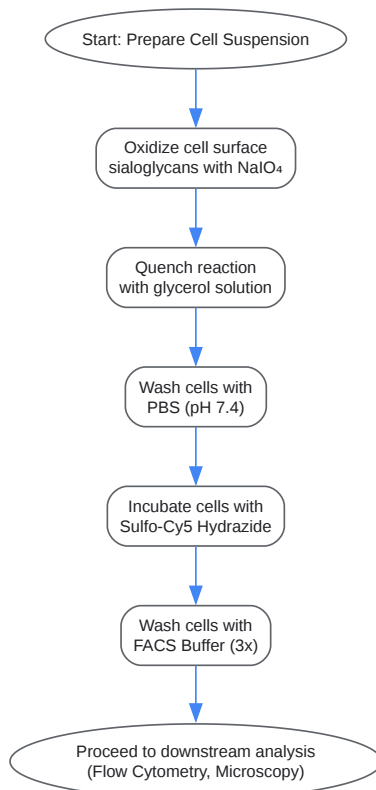 Start: Prepare Cell Suspension
Oxidize cell surface
sialoglycans with NaIO₄
Quench reaction
with glycerol solution
Wash cells with
PBS (pH 7.4)
Incubate cells with
Sulfo-Cy5 Hydrazide
Wash cells with
FACS Buffer (3x)
Proceed to downstream analysis
(Flow Cytometry, Microscopy)